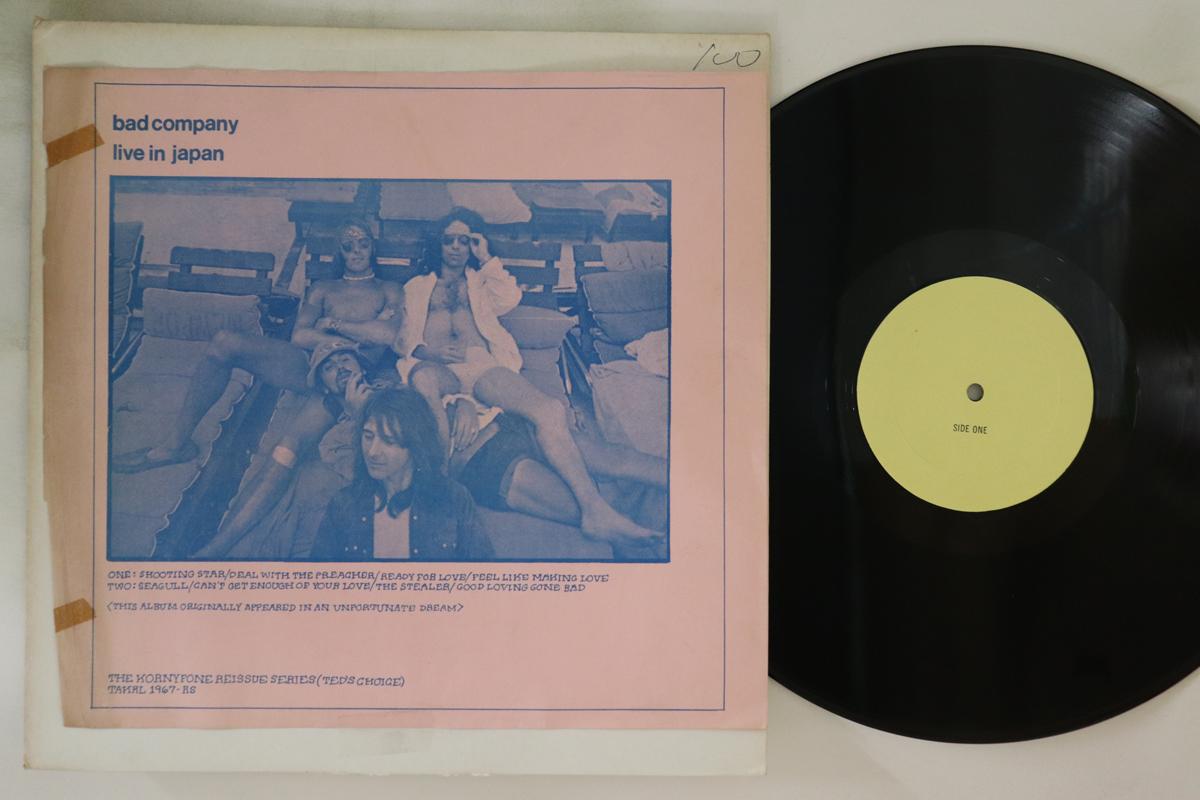 100
bad company
live in japan
ONE: SHOOTING STAR/DEAL WITH THE PREACHER/READY FOR LOVE/FEEL LIKE MAKING LOVE
TWO: SEAGULL/CAN'T GET ENOUGH OF YOUR LOVE/THE STEALER/GOOD LOVING GONE BAD
<THIS ALBUM ORIGINALLY APPEARED IN AN UNFORTUNATE DREAM>
THE KORNYFONE REISSUE SERIES (TED'S CHOICE)
TAKRL 1967-RS
SIDE ONE